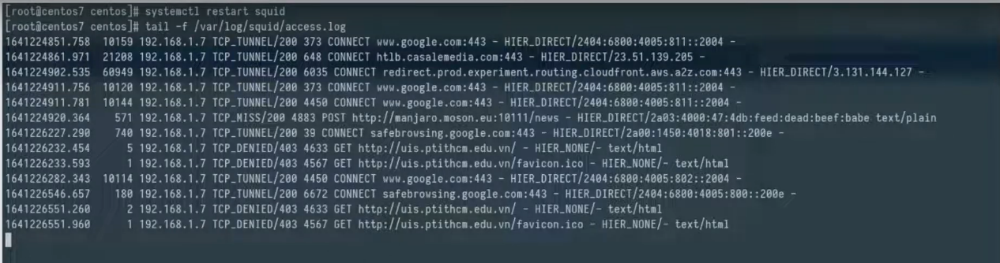 [root@centos7 centos]# systemctl restart squid
[root@centos7 centos]# tail -f /var/log/squid/access.log
1641224851.758  10159 192.168.1.7 TCP_TUNNEL/200 373 CONNECT www.google.com:443 - HIER_DIRECT/2404:6800:4005:811::2004 -
1641224861.971  21208 192.168.1.7 TCP_TUNNEL/200 648 CONNECT htlb.casalemedia.com:443 - HIER_DIRECT/23.51.139.205 -
1641224902.535  60949 192.168.1.7 TCP_TUNNEL/200 6035 CONNECT redirect.prod.experiment.routing.cloudfront.aws.a2z.com:443 - HIER_DIRECT/3.131.144.127 -
1641224911.756  10120 192.168.1.7 TCP_TUNNEL/200 373 CONNECT www.google.com:443 - HIER_DIRECT/2404:6800:4005:811::2004 -
1641224911.781  10144 192.168.1.7 TCP_TUNNEL/200 4450 CONNECT www.google.com:443 - HIER_DIRECT/2404:6800:4005:811::2004 -
1641224920.364    571 192.168.1.7 TCP_MISS/200 4883 POST http://manjaro.moson.eu:10111/news - HIER_DIRECT/2a03:4000:47:4db:feed:dead:beef:babe text/plain
1641226227.290    740 192.168.1.7 TCP_TUNNEL/200 39 CONNECT safebrowsing.google.com:443 - HIER_DIRECT/2a00:1450:4018:801::200e -
1641226232.454      5 192.168.1.7 TCP_DENIED/403 4633 GET http://uis.ptithcm.edu.vn/ - HIER_NONE/- text/html
1641226233.593      1 192.168.1.7 TCP_DENIED/403 4567 GET http://uis.ptithcm.edu.vn/favicon.ico - HIER_NONE/- text/html
1641226282.343  10114 192.168.1.7 TCP_TUNNEL/200 4450 CONNECT www.google.com:443 - HIER_DIRECT/2404:6800:4005:802::2004 -
1641226546.657    180 192.168.1.7 TCP_TUNNEL/200 6672 CONNECT safebrowsing.google.com:443 - HIER_DIRECT/2404:6800:4005:800::200e -
1641226551.260      2 192.168.1.7 TCP_DENIED/403 4633 GET http://uis.ptithcm.edu.vn/ - HIER_NONE/- text/html
1641226551.960      1 192.168.1.7 TCP_DENIED/403 4567 GET http://uis.ptithcm.edu.vn/favicon.ico - HIER_NONE/- text/html